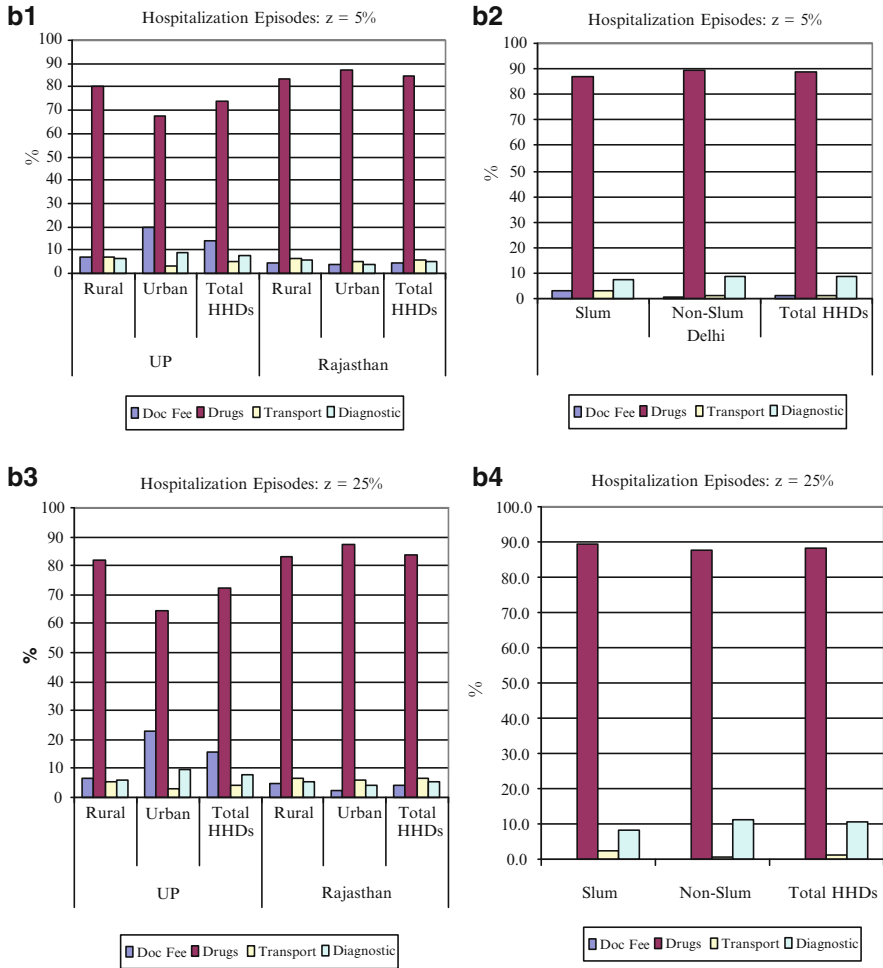 b1
Hospitalization Episodes: z = 5%
100
90
80
70
60
50
40
30
20
10
0
%
Rural Urban Total HHDs Rural Urban Total HHDs
UP Rajasthan
Doc Fee Drugs Transport Diagnostic
b2
Hospitalization Episodes: z = 5%
100
90
80
70
60
50
40
30
20
10
0
%
Slum Non-Slum Total HHDs
Delhi
Doc Fee Drugs Transport Diagnostic
b3
Hospitalization Episodes: z = 25%
100
90
80
70
60
50
40
30
20
10
0
%
Rural Urban Total HHDs Rural Urban Total HHDs
UP Rajasthan
Doc Fee Drugs Transport Diagnostic
b4
Hospitalization Episodes: z = 25%
100.0
90.0
80.0
70.0
60.0
50.0
40.0
30.0
20.0
10.0
0.0
%
Slum Non-Slum Total HHDs
Doc Fee Drugs Transport Diagnostic